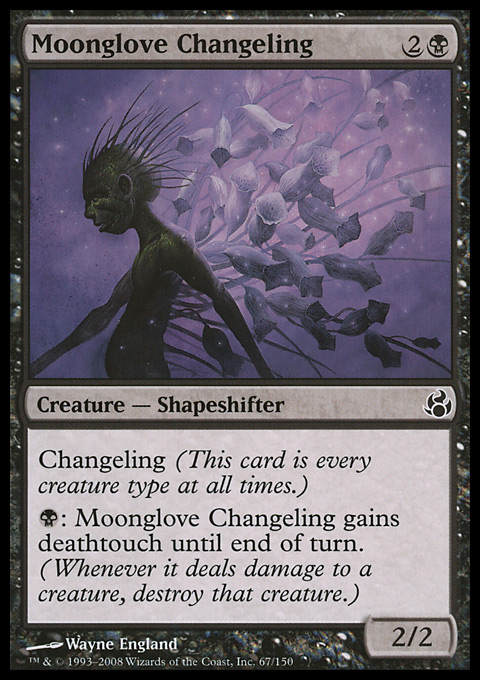 Moonglove Changeling 2
Creature — Shapeshifter
Changeling (This card is every
creature type at all times.)
: Moonglove Changeling gains
deathtouch until end of turn.
(Whenever it deals damage to a
creature, destroy that creature.)
Wayne England
2/2
™ & © 1993–2008 Wizards of the Coast, Inc. 67/150